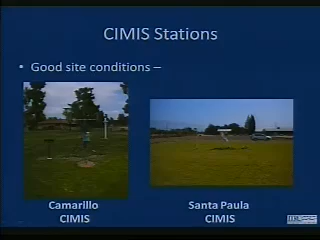 CIMIS Stations
• Good site conditions –
Camarillo
CIMIS
Santa Paula
CIMIS